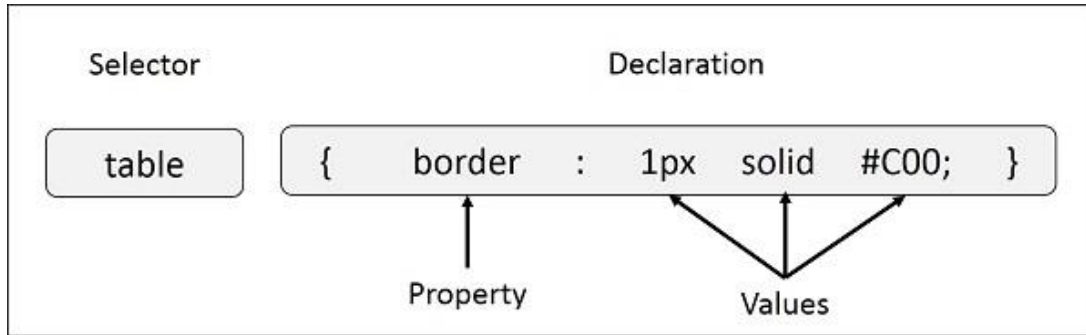 Selector Declaration
table { border : 1px solid #C00; }
Property Values